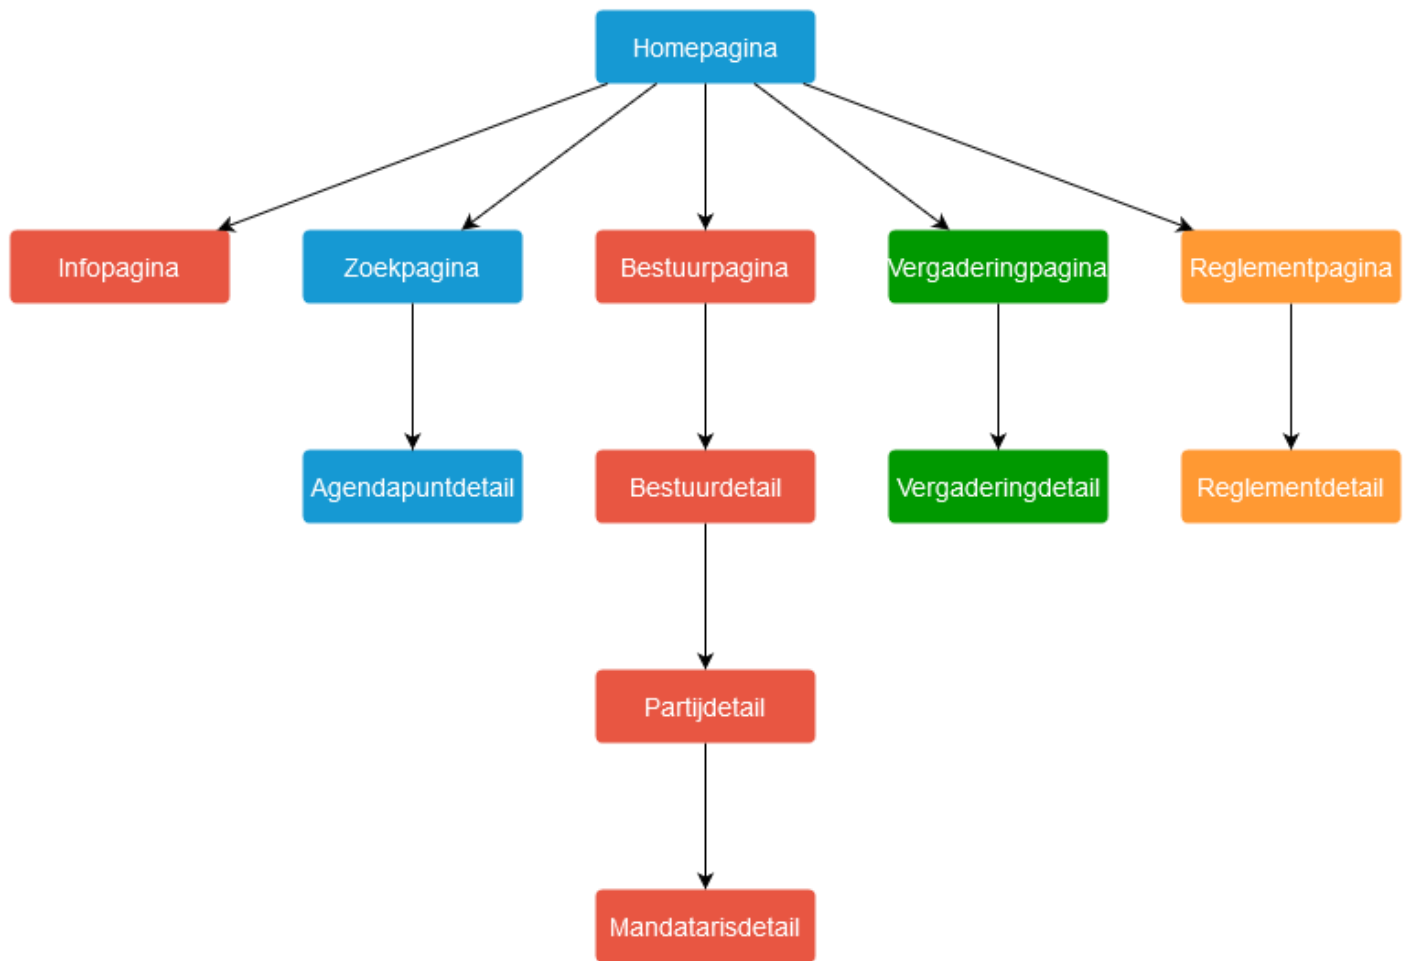 Homepagina
Infopagina
Zoekpagina
Bestuurpagina
Vergaderingpagina
Reglementpagina
Agendapuntdetail
Bestuurdetail
Vergaderingdetail
Reglementdetail
Partijdetail
Mandatarisdetail